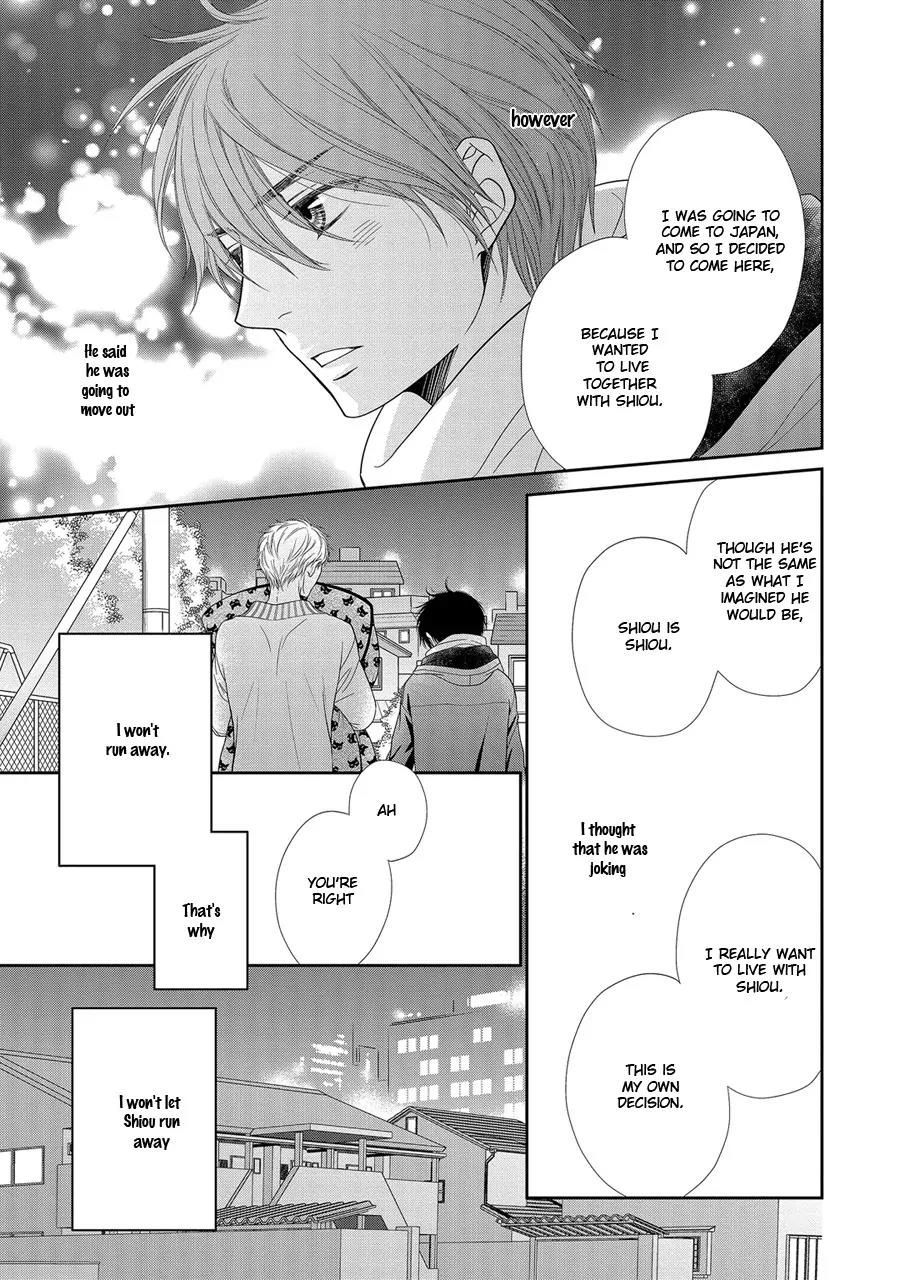 however
I WAS GOING TO
COME TO JAPAN,
AND SO I DECIDED
TO COME HERE,
BECAUSE I
WANTED
TO LIVE
TOGETHER
WITH SHIOU.
He said
he was
going to
move out
THOUGH HE'S
NOT THE SAME
AS WHAT I
IMAGINED HE
WOULD BE,
SHIOU IS
SHIOU.
I thought
that he was
joking
I REALLY WANT
TO LIVE WITH
SHIOU.
THIS IS
MY OWN
DECISION.
AH
YOU'RE
RIGHT
I won't
run away.
That's
why
I won't let
Shiou run
away